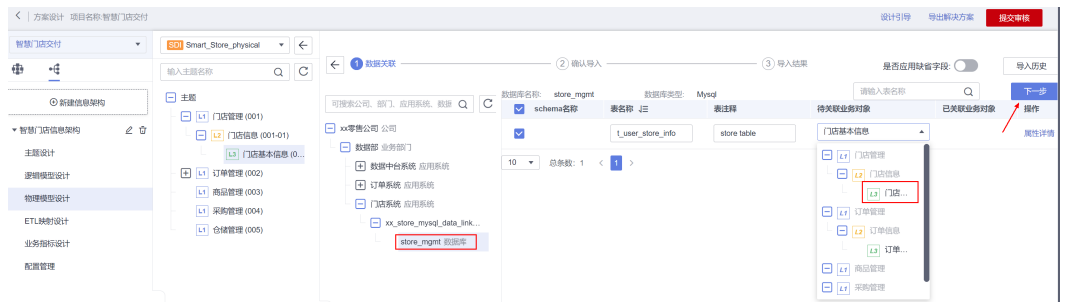 方案设计 项目名称:智慧门店交付
设计引导 导出解决方案 提交审核
智慧门店交付
新建信息架构
智慧门店信息架构
主题设计
逻辑模型设计
物理模型设计
ETL映射设计
业务指标设计
配置管理
SDI Smart_Store_physical
输入主题名称
主题
L1 门店管理 (001)
L2 门店信息 (001-01)
L3 门店基本信息 (0...
L1 订单管理 (002)
L1 商品管理 (003)
L1 采购管理 (004)
L1 仓储管理 (005)
1 数据关联 2 确认导入 3 导入结果
是否应用缺省字段: 导入历史
可搜索公司、部门、应用系统、数据
xx零售公司 公司
数据部 业务部门
数据中台系统 应用系统
订单系统 应用系统
门店系统 应用系统
xx_store_mysql_data_link...
store_mgmt 数据库
数据库名称: store_mgmt 数据库类型: Mysql
请输入表名称 下一步
schema名称 表名称 表注释 待关联业务对象 已关联业务对象 操作
t_user_store_info store table 门店基本信息 属性详情
10 总条数: 1 < 1 >
L1 门店管理
L2 门店信息
L3 门店...
L1 订单管理
L2 订单信息
L3 订单...
L1 商品管理
L1 采购管理